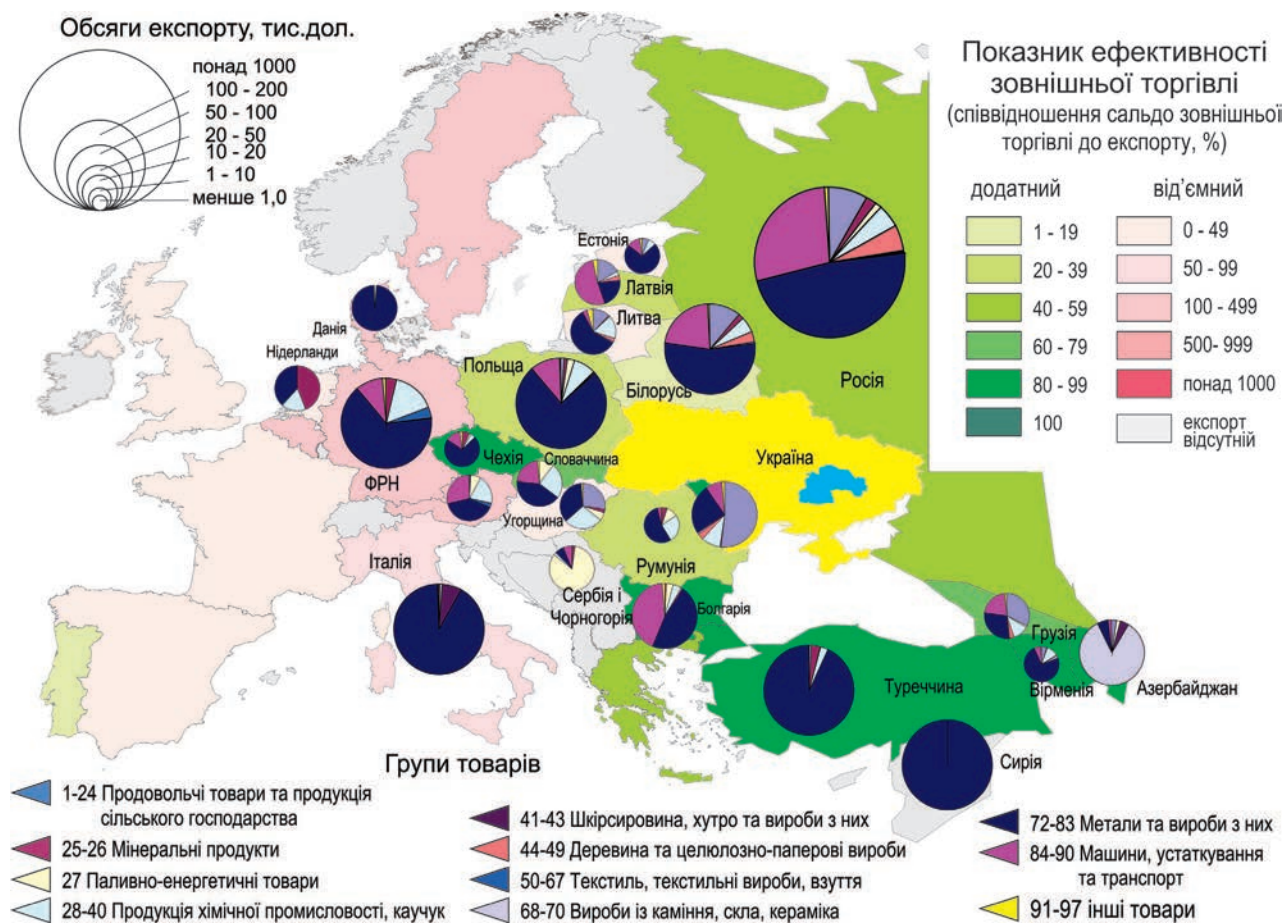 Обсяги експорту, тис.дол.
понад 1000
100 - 200
50 - 100
20 - 50
10 - 20
1 - 10
менше 1,0
Показник ефективності
зовнішньої торгівлі
(співвідношення сальдо зовнішньої
торгівлі до експорту, %)
додатний
від’ємний
1 - 19
0 - 49
20 - 39
50 - 99
40 - 59
100 - 499
60 - 79
500- 999
80 - 99
понад 1000
100
експорт
відсутній
Естонія
Латвія
Литва
Данія
Нідерланди
Польща
Білорусь
Росія
ФРН
Чехія
Словаччина
Україна
Угорщина
Італія
Румунія
Сербія і
Чорногорія
Болгарія
Грузія
Туреччина
Вірменія
Азербайджан
Сирія
Групи товарів
1-24 Продовольчі товари та продукція
сільського господарства
25-26 Мінеральні продукти
27 Паливно-енергетичні товари
28-40 Продукція хімічної промисловості, каучук
41-43 Шкірсировина, хутро та вироби з них
44-49 Деревина та целюлозно-паперові вироби
50-67 Текстиль, текстильні вироби, взуття
68-70 Вироби із каміння, скла, кераміка
72-83 Метали та вироби з них
84-90 Машини, устаткування
та транспорт
91-97 інші товари